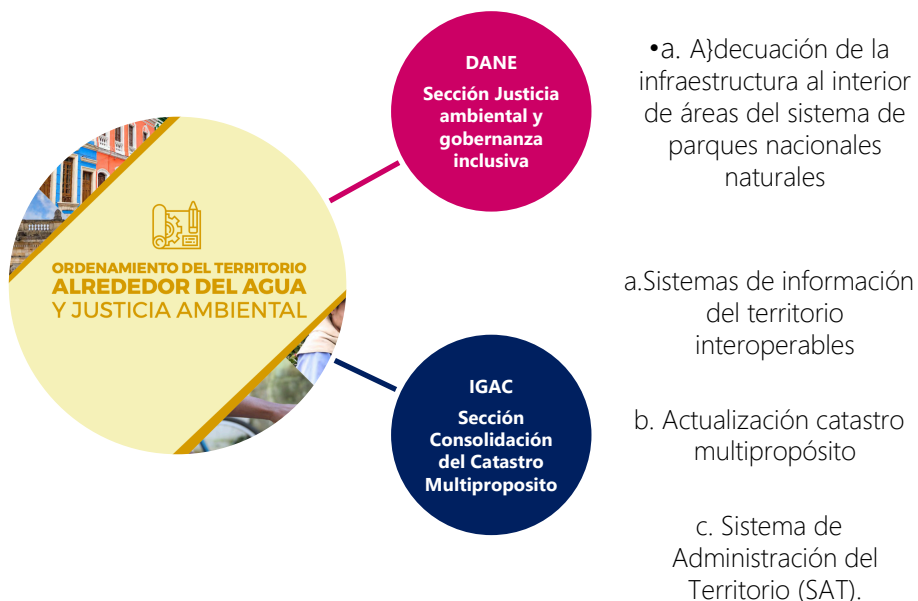 ORDENAMIENTO DEL TERRITORIO
ALREDEDOR DEL AGUA
Y JUSTICIA AMBIENTAL
DANE
Sección Justicia
ambiental y
gobernanza
inclusiva
•a. A}decuación de la
infraestructura al interior
de áreas del sistema de
parques nacionales
naturales
IGAC
Sección
Consolidación
del Catastro
Multiproposito
a.Sistemas de información
del territorio
interoperables
b. Actualización catastro
multipropósito
c. Sistema de
Administración del
Territorio (SAT).